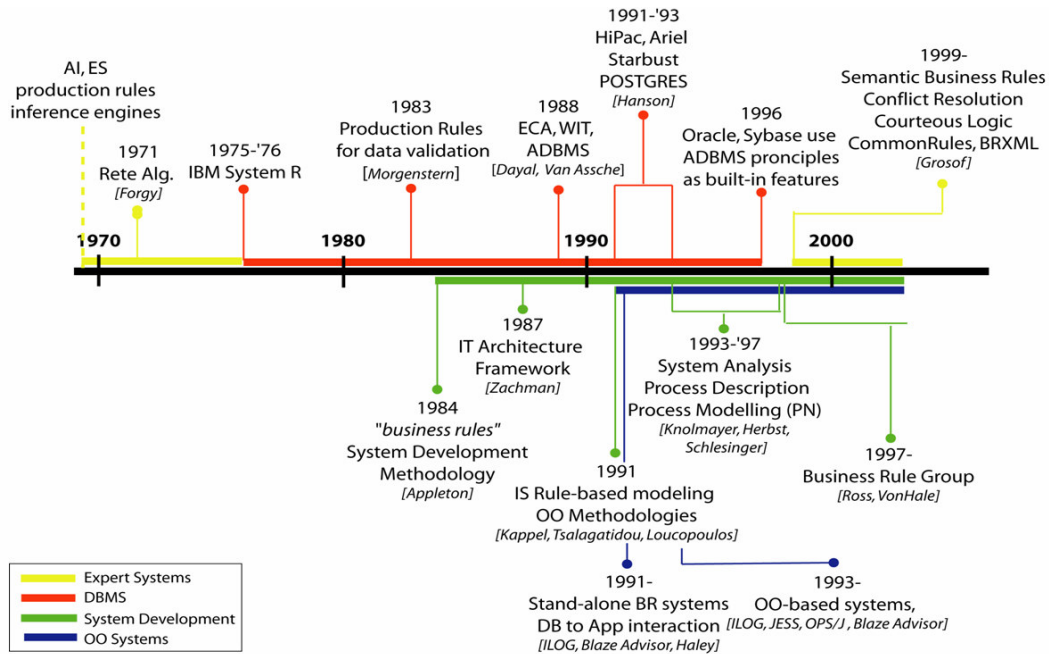 AI, ES
production rules
inference engines
1971
Rete Alg.
[Forgy]
1975-'76
IBM System R
1983
Production Rules
for data validation
[Morgenstern]
1988
ECA, WIT,
ADBMS
[Dayal, Van Assche]
1991-'93
HiPac, Ariel
Starbust
POSTGRES
[Hanson]
1996
Oracle, Sybase use
ADBMS pronciples
as built-in features
1999-
Semantic Business Rules
Conflict Resolution
Courteous Logic
CommonRules, BRXML
[Grosof]
1970
1980
1990
2000
1984
"business rules"
System Development
Methodology
[Appleton]
1987
IT Architecture
Framework
[Zachman]
1991
IS Rule-based modeling
OO Methodologies
[Kappel, Tsalagatidou, Loucopoulos]
1993-'97
System Analysis
Process Description
Process Modelling (PN)
[Knolmayer, Herbst,
Schlesinger]
1997-
Business Rule Group
[Ross, VonHale]
1991-
Stand-alone BR systems
DB to App interaction
[ILOG, Blaze Advisor, Haley]
1993-
OO-based systems,
[ILOG, JESS, OPS/J , Blaze Advisor]
Expert Systems
DBMS
System Development
OO Systems